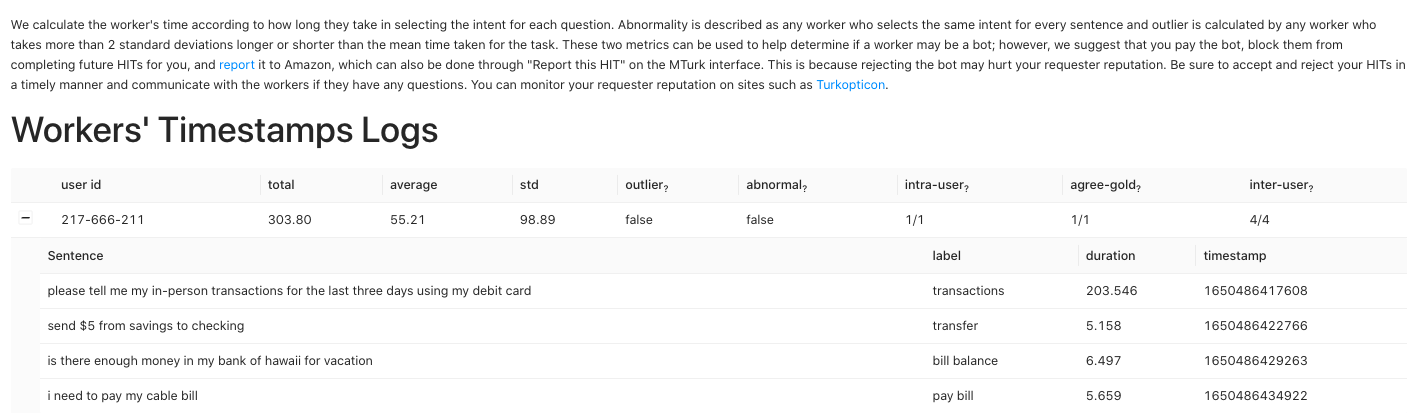 We calculate the worker's time according to how long they take in selecting the intent for each question. Abnormality is described as any worker who selects the same intent for every sentence and outlier is calculated by any worker who
takes more than 2 standard deviations longer or shorter than the mean time taken for the task. These two metrics can be used to help determine if a worker may be a bot; however, we suggest that you pay the bot, block them from
completing future HITs for you, and report it to Amazon, which can also be done through "Report this HIT" on the MTurk interface. This is because rejecting the bot may hurt your requester reputation. Be sure to accept and reject your HITs in
a timely manner and communicate with the workers if they have any questions. You can monitor your requester reputation on sites such as Turkopticon.
Workers' Timestamps Logs
user id total average std outlier? abnormal? intra-user? agree-gold? inter-user?
− 217-666-211 303.80 55.21 98.89 false false 1/1 1/1 4/4
Sentence label duration timestamp
please tell me my in-person transactions for the last three days using my debit card transactions 203.546 1650486417608
send $5 from savings to checking transfer 5.158 1650486422766
is there enough money in my bank of hawaii for vacation bill balance 6.497 1650486429263
i need to pay my cable bill pay bill 5.659 1650486434922